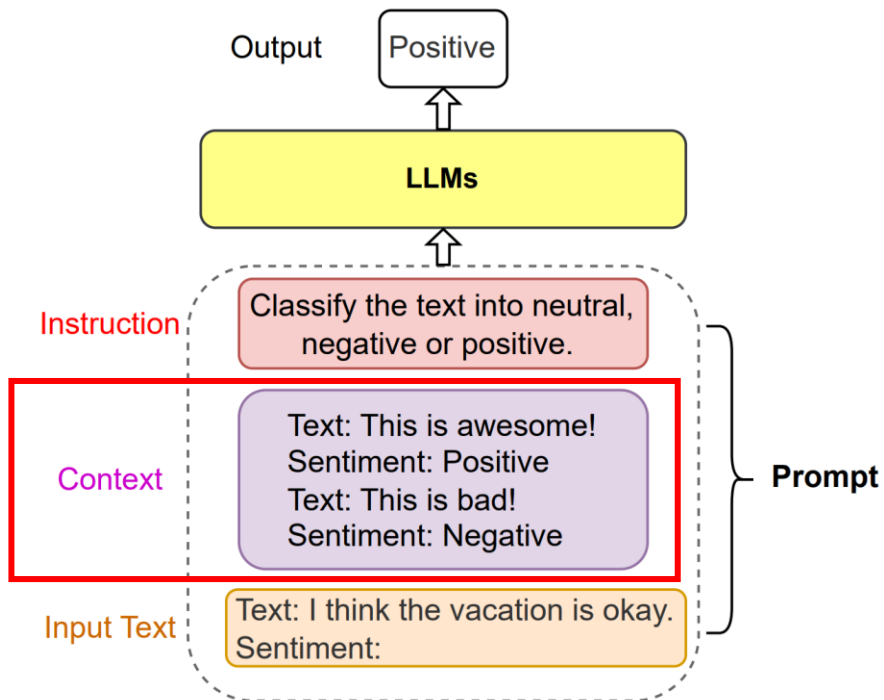 Output
Positive
LLMs
Instruction
Classify the text into neutral,
negative or positive.
Context
Text: This is awesome!
Sentiment: Positive
Text: This is bad!
Sentiment: Negative
Prompt
Input Text
Text: I think the vacation is okay.
Sentiment: